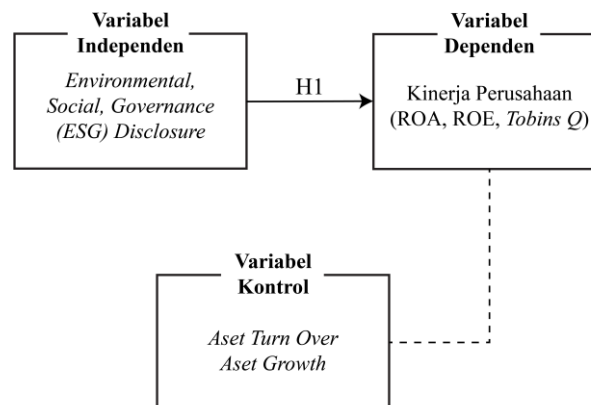 Variabel
Independen
Environmental,
Social, Governance
(ESG) Disclosure
H1
Variabel
Dependen
Kinerja Perusahaan
(ROA, ROE, Tobins Q)
Variabel
Kontrol
Aset Turn Over
Aset Growth